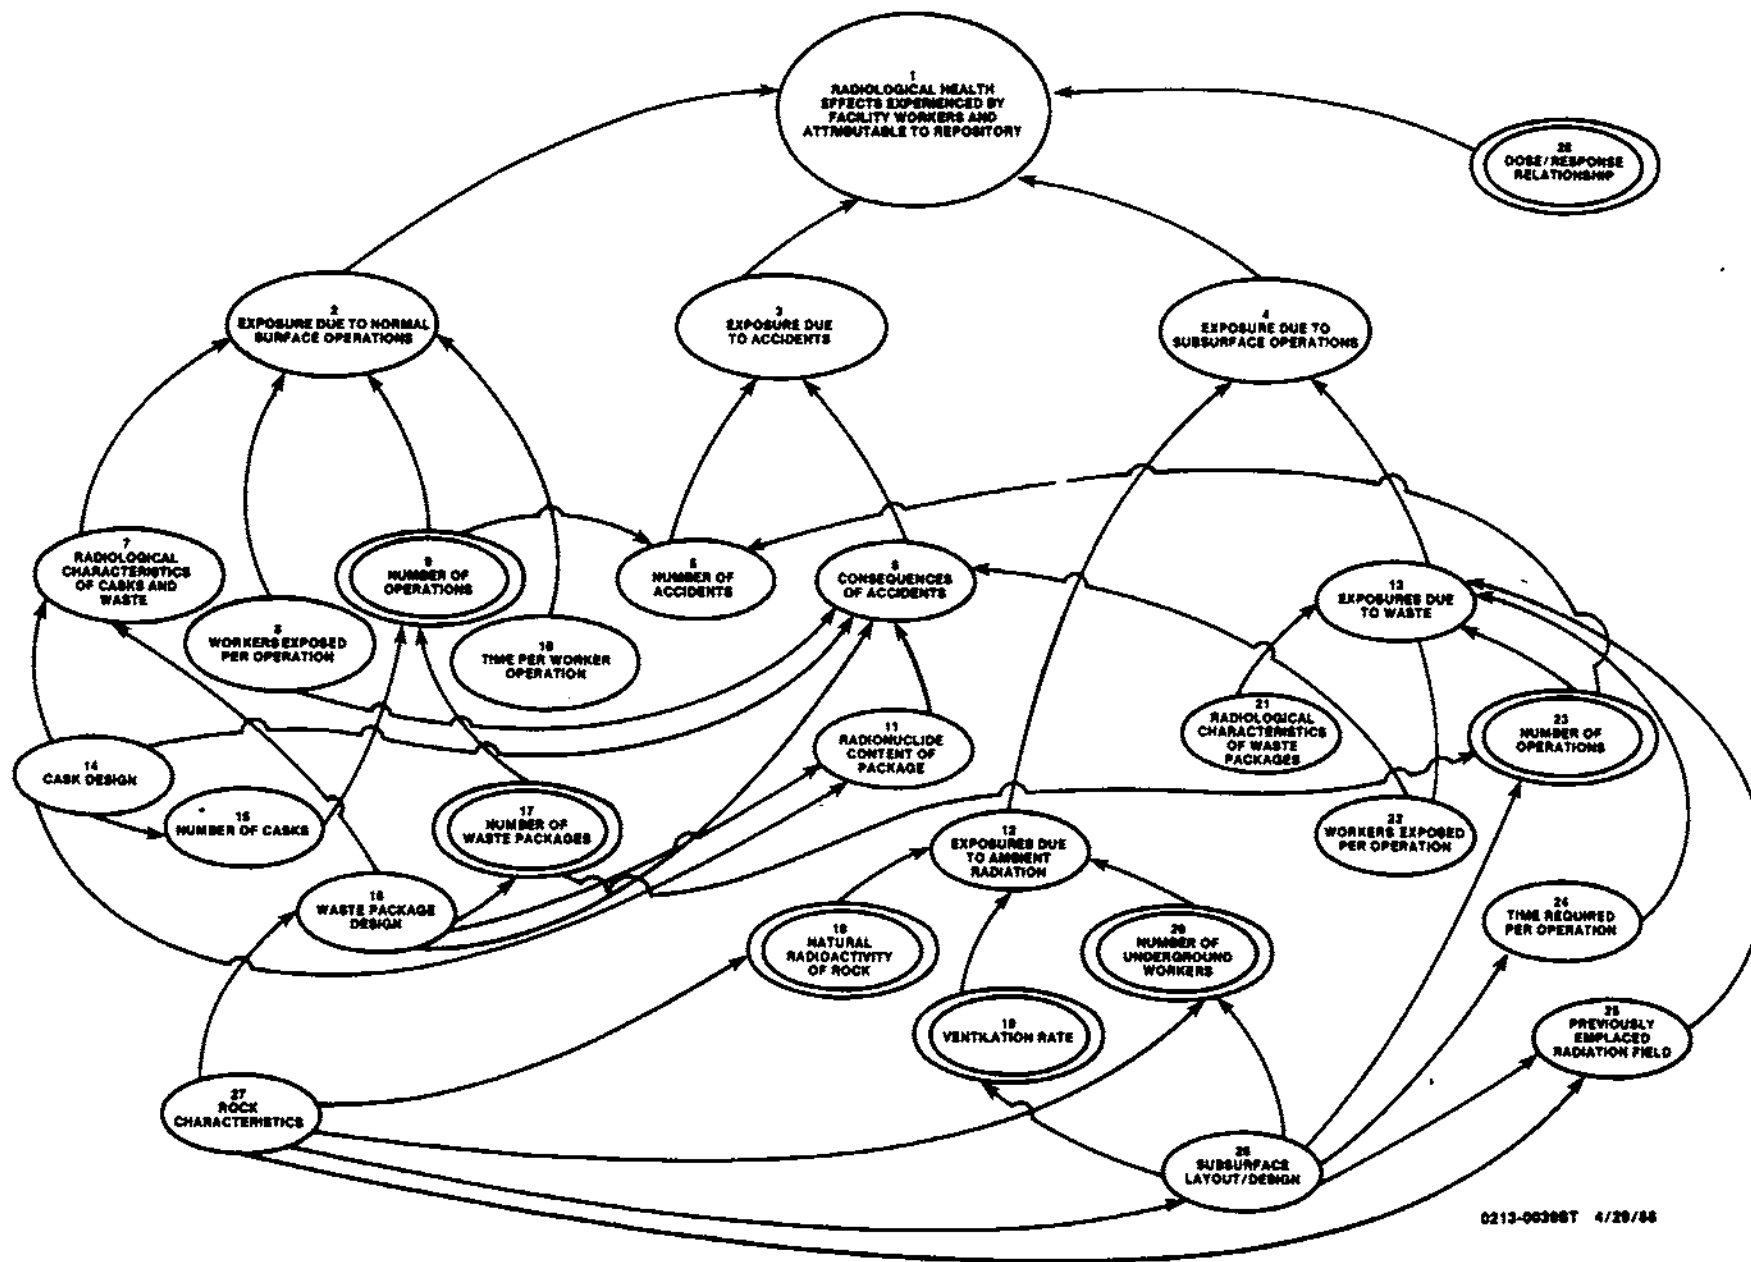 1
RADIOLOGICAL HEALTH
EFFECTS EXPERIENCED BY
FACILITY WORKERS AND
ATTRIBUTABLE TO REPOSITORY
DOSE/RESPONSE
RELATIONSHIP
2
EXPOSURE DUE TO NORMAL
SURFACE OPERATIONS
3
EXPOSURE DUE
TO ACCIDENTS
4
EXPOSURE DUE TO
SUBSURFACE OPERATIONS
7
RADIOLOGICAL
CHARACTERISTICS
OF CASKS AND
WASTE
WORKERS EXPOSED
PER OPERATION
9
NUMBER OF
OPERATIONS
10
TIME PER WORKER
OPERATION
NUMBER OF
ACCIDENTS
CONSEQUENCES
OF ACCIDENTS
13
EXPOSURES DUE
TO WASTE
14
CASK DESIGN
15
NUMBER OF CASKS
17
NUMBER OF
WASTE PACKAGES
11
RADIONUCLIDE
CONTENT OF
PACKAGE
21
RADIOLOGICAL
CHARACTERISTICS
OF WASTE
PACKAGES
23
NUMBER OF
OPERATIONS
22
WORKERS EXPOSED
PER OPERATION
16
WASTE PACKAGE
DESIGN
12
EXPOSURES DUE
TO AMBIENT
RADIATION
18
NATURAL
RADIOACTIVITY
OF ROCK
20
NUMBER OF
UNDERGROUND
WORKERS
24
TIME REQUIRED
PER OPERATION
19
VENTILATION RATE
25
PREVIOUSLY
EMPLACED
RADIATION FIELD
27
ROCK
CHARACTERISTICS
26
SUBSURFACE
LAYOUT/DESIGN
4/29/86